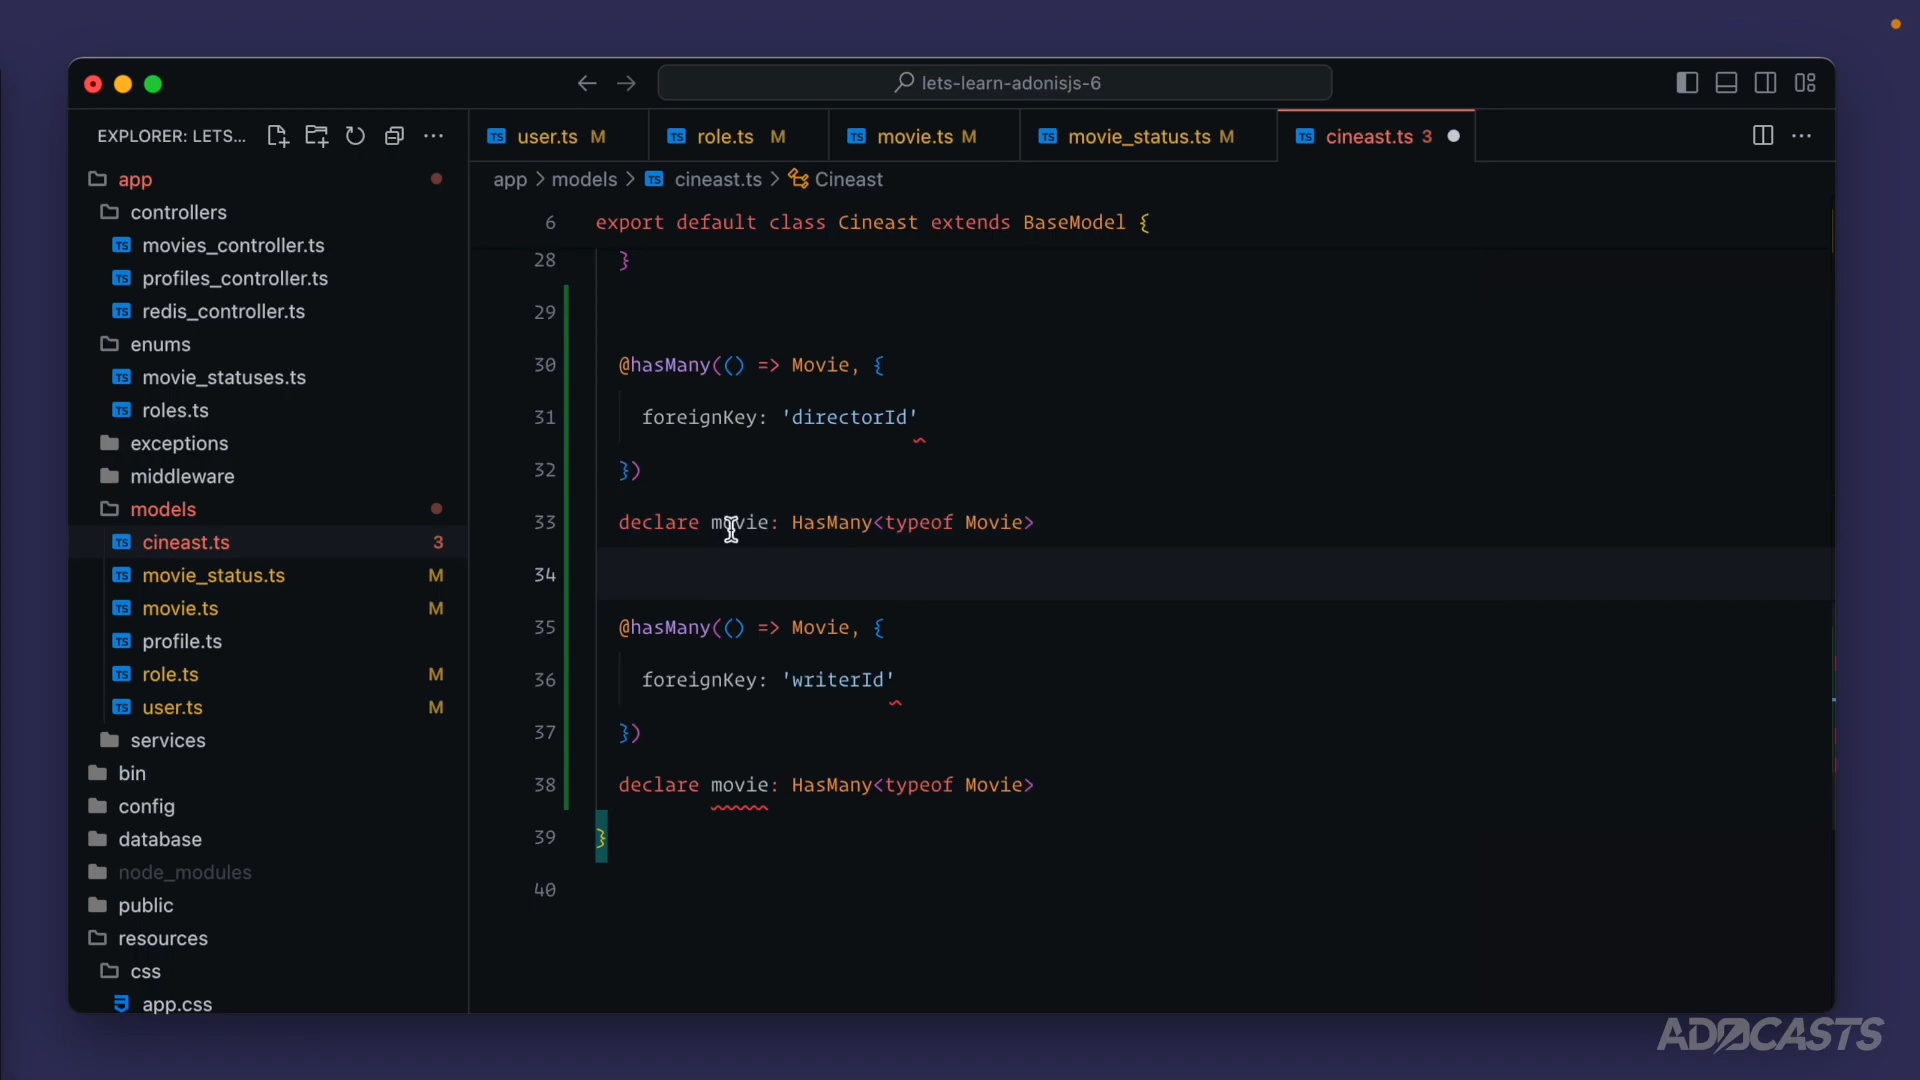 lets-learn-adonisjs-6
EXPLORER: LETS...
user.ts M
role.ts M
movie.ts M
movie_status.ts M
cineast.ts 3
app > models > cineast.ts > Cineast
app
controllers
movies_controller.ts
profiles_controller.ts
redis_controller.ts
enums
movie_statuses.ts
roles.ts
exceptions
middleware
models
cineast.ts 3
movie_status.ts M
movie.ts M
profile.ts
role.ts M
user.ts M
services
bin
config
database
node_modules
public
resources
css
app.css
6 export default class Cineast extends BaseModel {
28 }
29
30 @hasMany(() => Movie, {
31 foreignKey: 'directorId'
32 })
33 declare movie: HasMany<typeof Movie>
34
35 @hasMany(() => Movie, {
36 foreignKey: 'writerId'
37 })
38 declare movie: HasMany<typeof Movie>
39 }
40
ADOCASTS